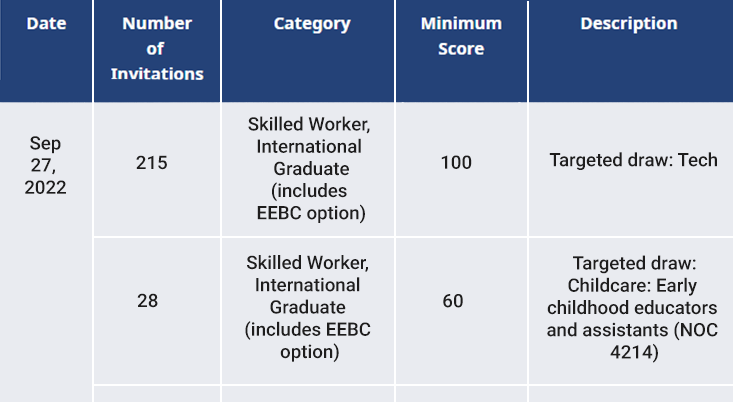 Date
Number
of
Invitations
Category
Minimum
Score
Description
Sep
27,
2022
215
Skilled Worker,
International
Graduate
(includes
EEBC option)
100
Targeted draw: Tech
28
Skilled Worker,
International
Graduate
(includes EEBC
option)
60
Targeted draw:
Childcare: Early
childhood educators
and assistants (NOC
4214)